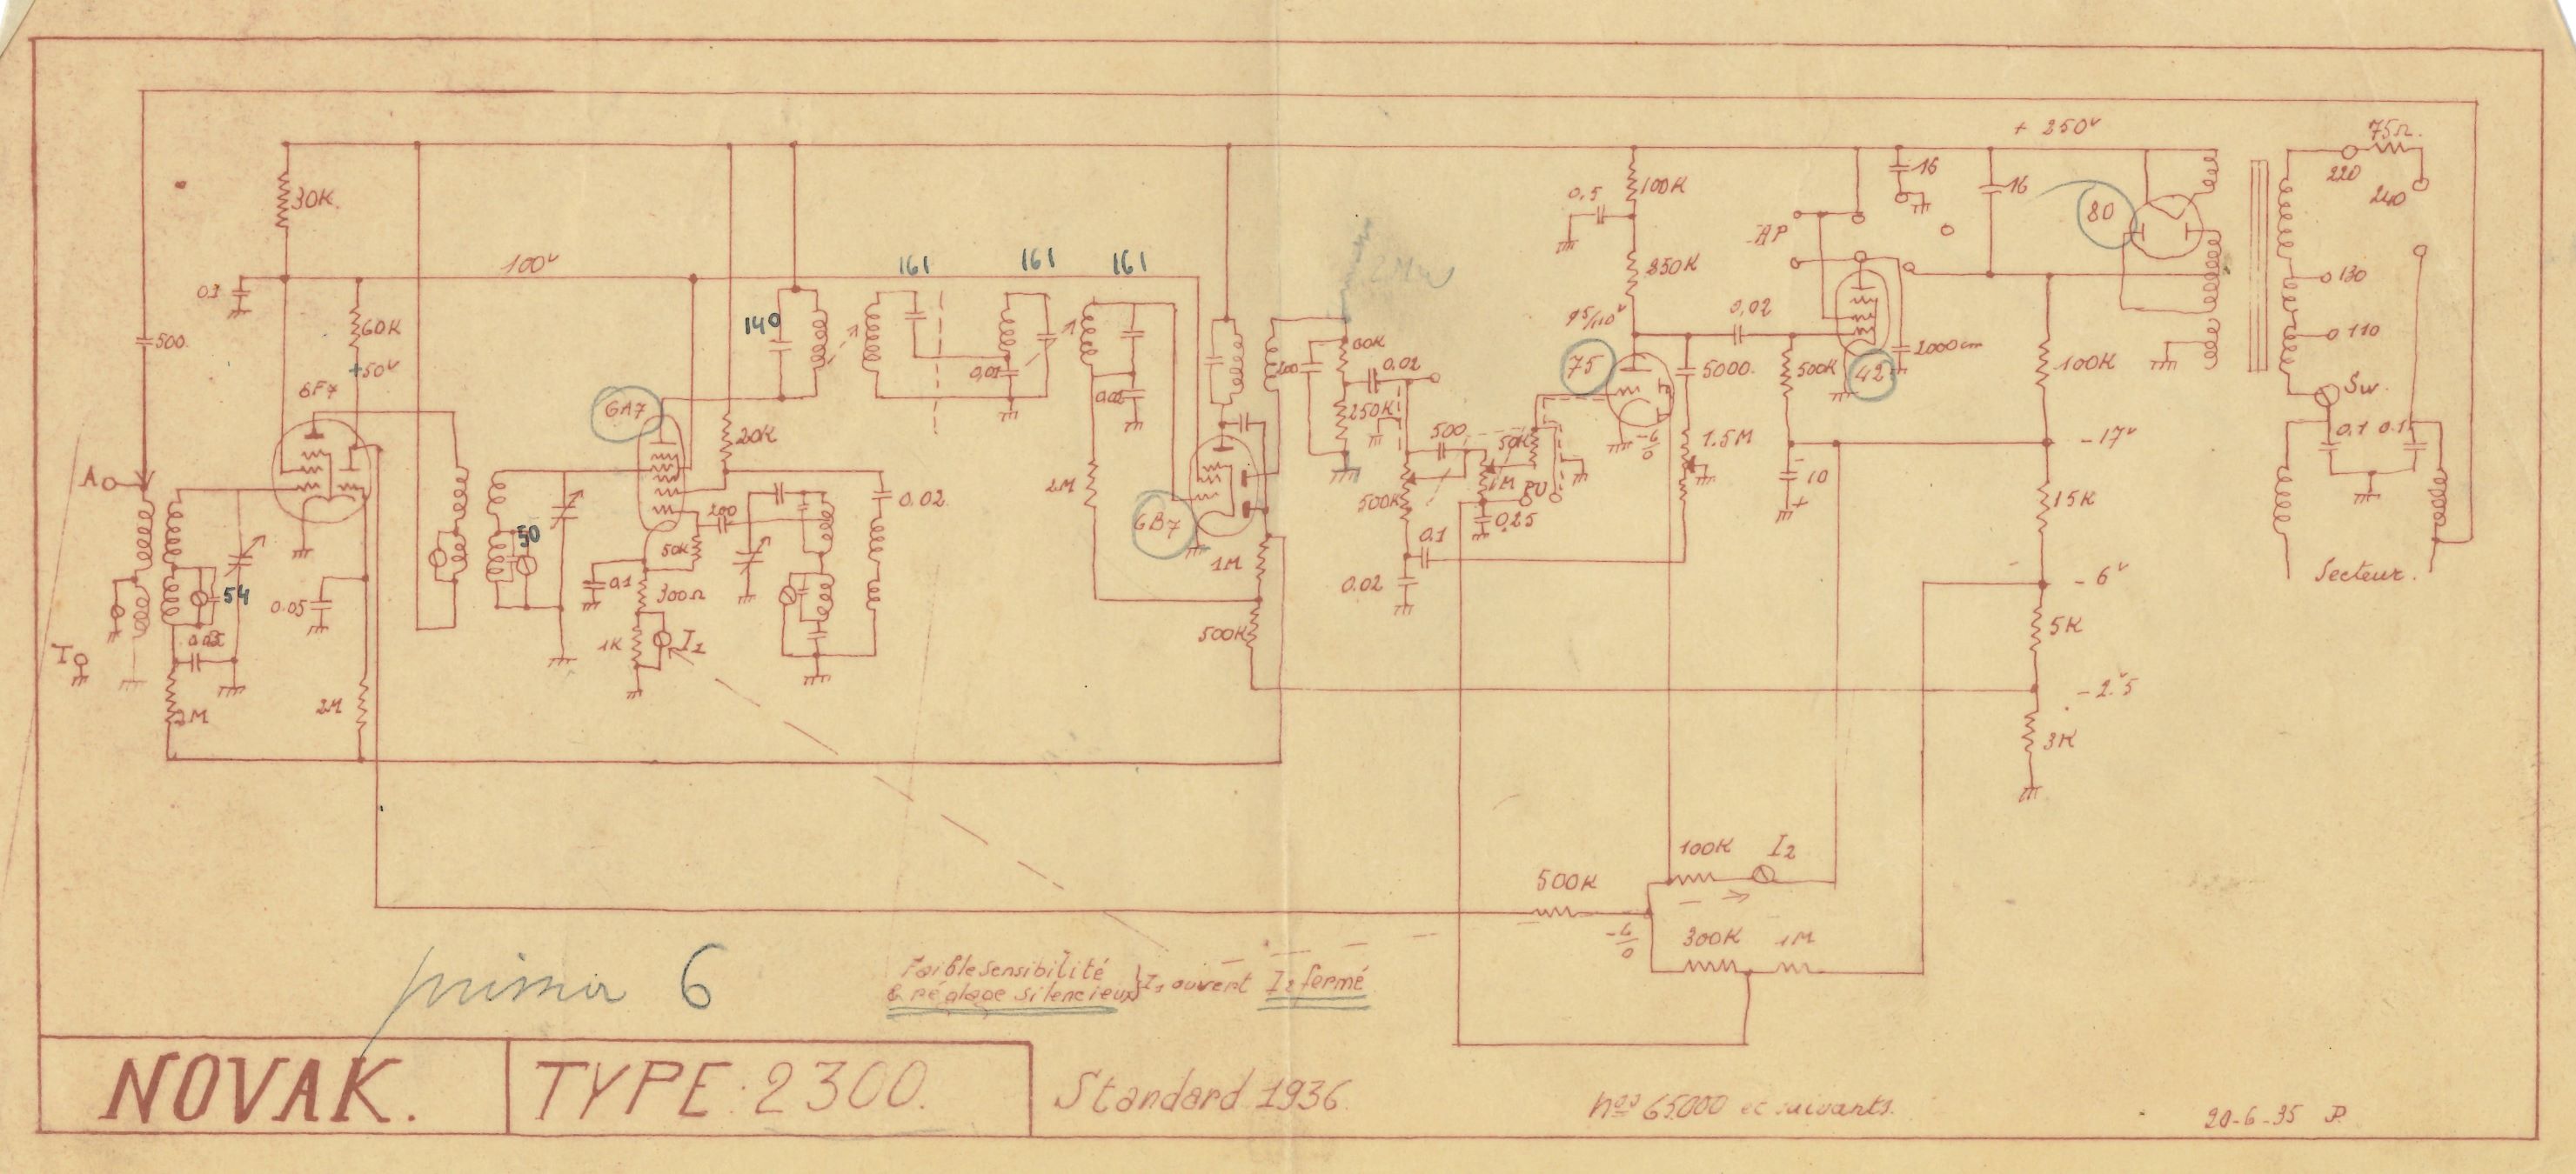 + 250v
75Ω.
220
240
30K.
100v
0.1
500
60K
+50v
6F7
A
T
54
0.05
2M
2M
50
6A7
140
161
161
161
20K
200
50K
0.1
300Ω
1K
I1
0.02
0,01
2M
6B7
1M
500K
200
0,02
250K
500
50K
1M
PU
500K
0,25
0.1
0.02
0,5
100K
250K
95/110v
75
-6/0
0,02
5000
1.5M
500K
AP
42
2000cm
10
16
16
80
130
110
Sw.
0,1
0.1
Secteur.
100K
-17v
15K
-6v
5K
-2v5
3K
100K
I2
500K
-6/0
300K
1M
prima 6
Faible sensibilité
& réglage silencieux} I1 ouvert I2 fermé
NOVAK.
TYPE: 2300.
Standard 1936.
nos 65000 et suivants.
20-6-35 P.